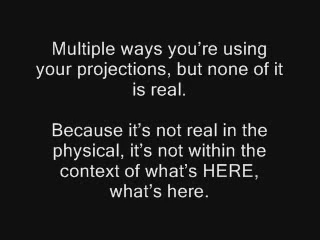 Multiple ways you’re using
your projections, but none of it
is real.
Because it’s not real in the
physical, it’s not within the
context of what’s HERE,
what’s here.